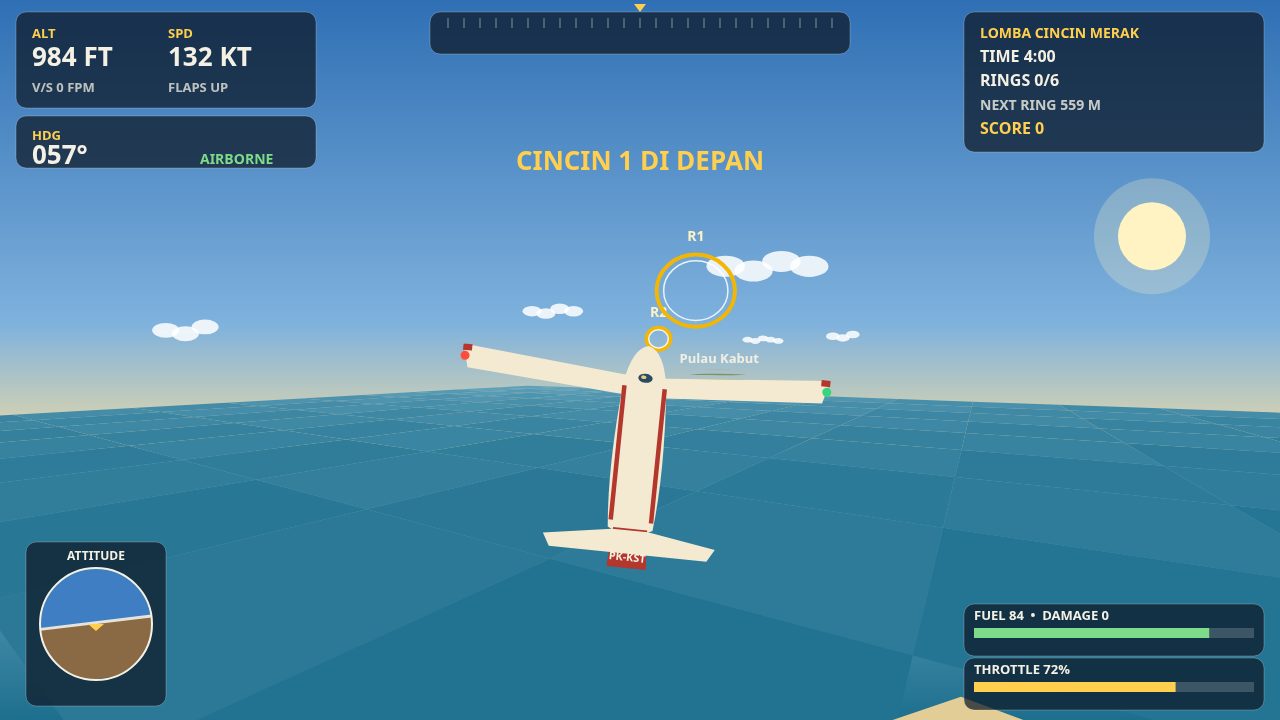 ALT
984 FT
V/S 0 FPM
SPD
132 KT
FLAPS UP
HDG
057°
AIRBORNE
LOMBA CINCIN MERAK
TIME 4:00
RINGS 0/6
NEXT RING 559 M
SCORE 0
CINCIN 1 DI DEPAN
R1
R2
Pulau Kabut
PK-KST
ATTITUDE
FUEL 84 • DAMAGE 0
THROTTLE 72%